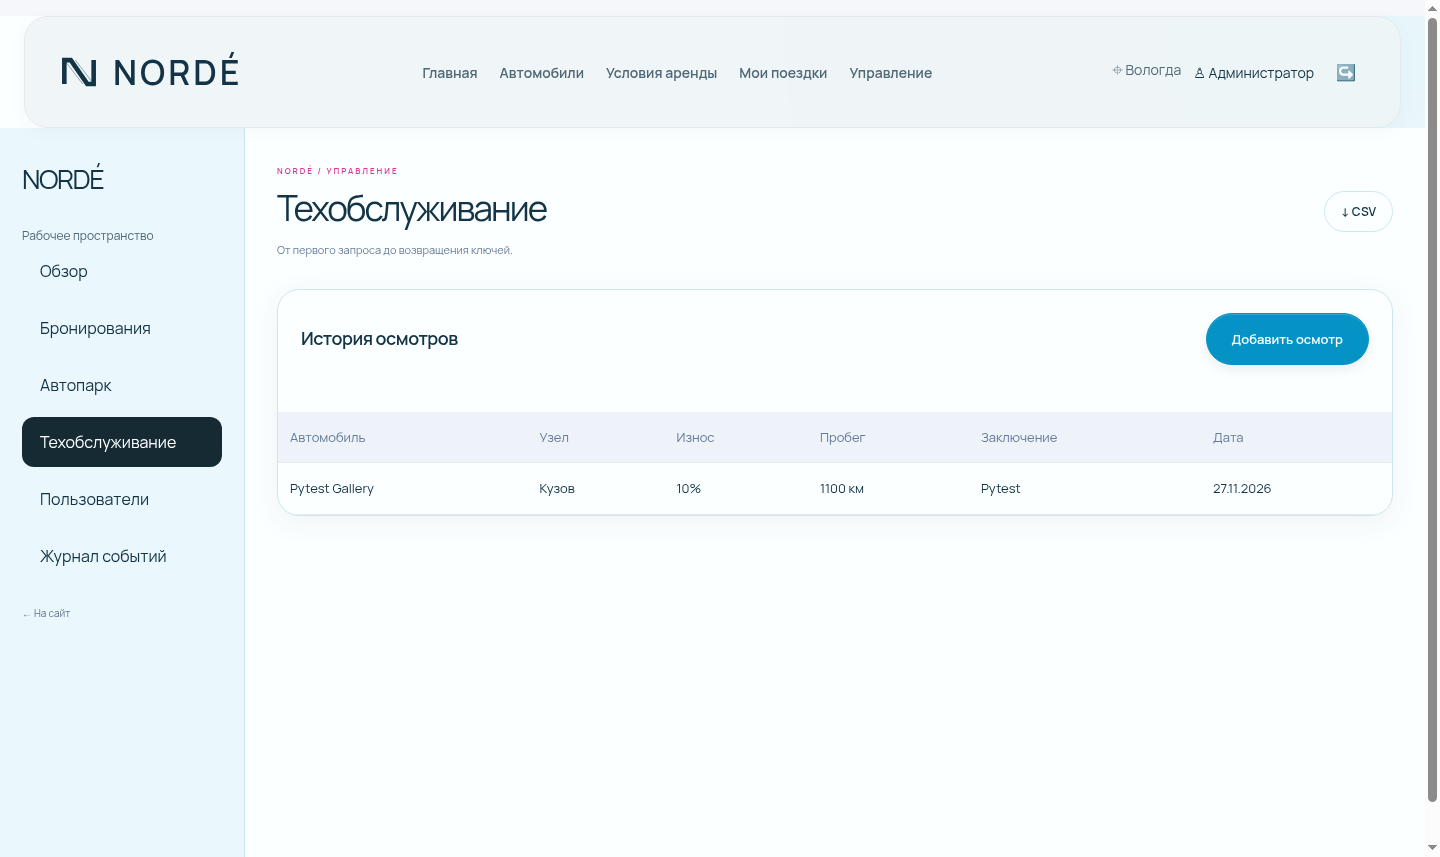 NORDÉ
Главная Автомобили Условия аренды Мои поездки Управление
Вологда
Администратор
NORDÉ
Рабочее пространство
Обзор
Бронирования
Автопарк
Техобслуживание
Пользователи
Журнал событий
← На сайт
NORDÉ / УПРАВЛЕНИЕ
Техобслуживание
↓ CSV
От первого запроса до возвращения ключей.
История осмотров
Добавить осмотр
Автомобиль Узел Износ Пробег Заключение Дата
Pytest Gallery Кузов 10% 1100 км Pytest 27.11.2026